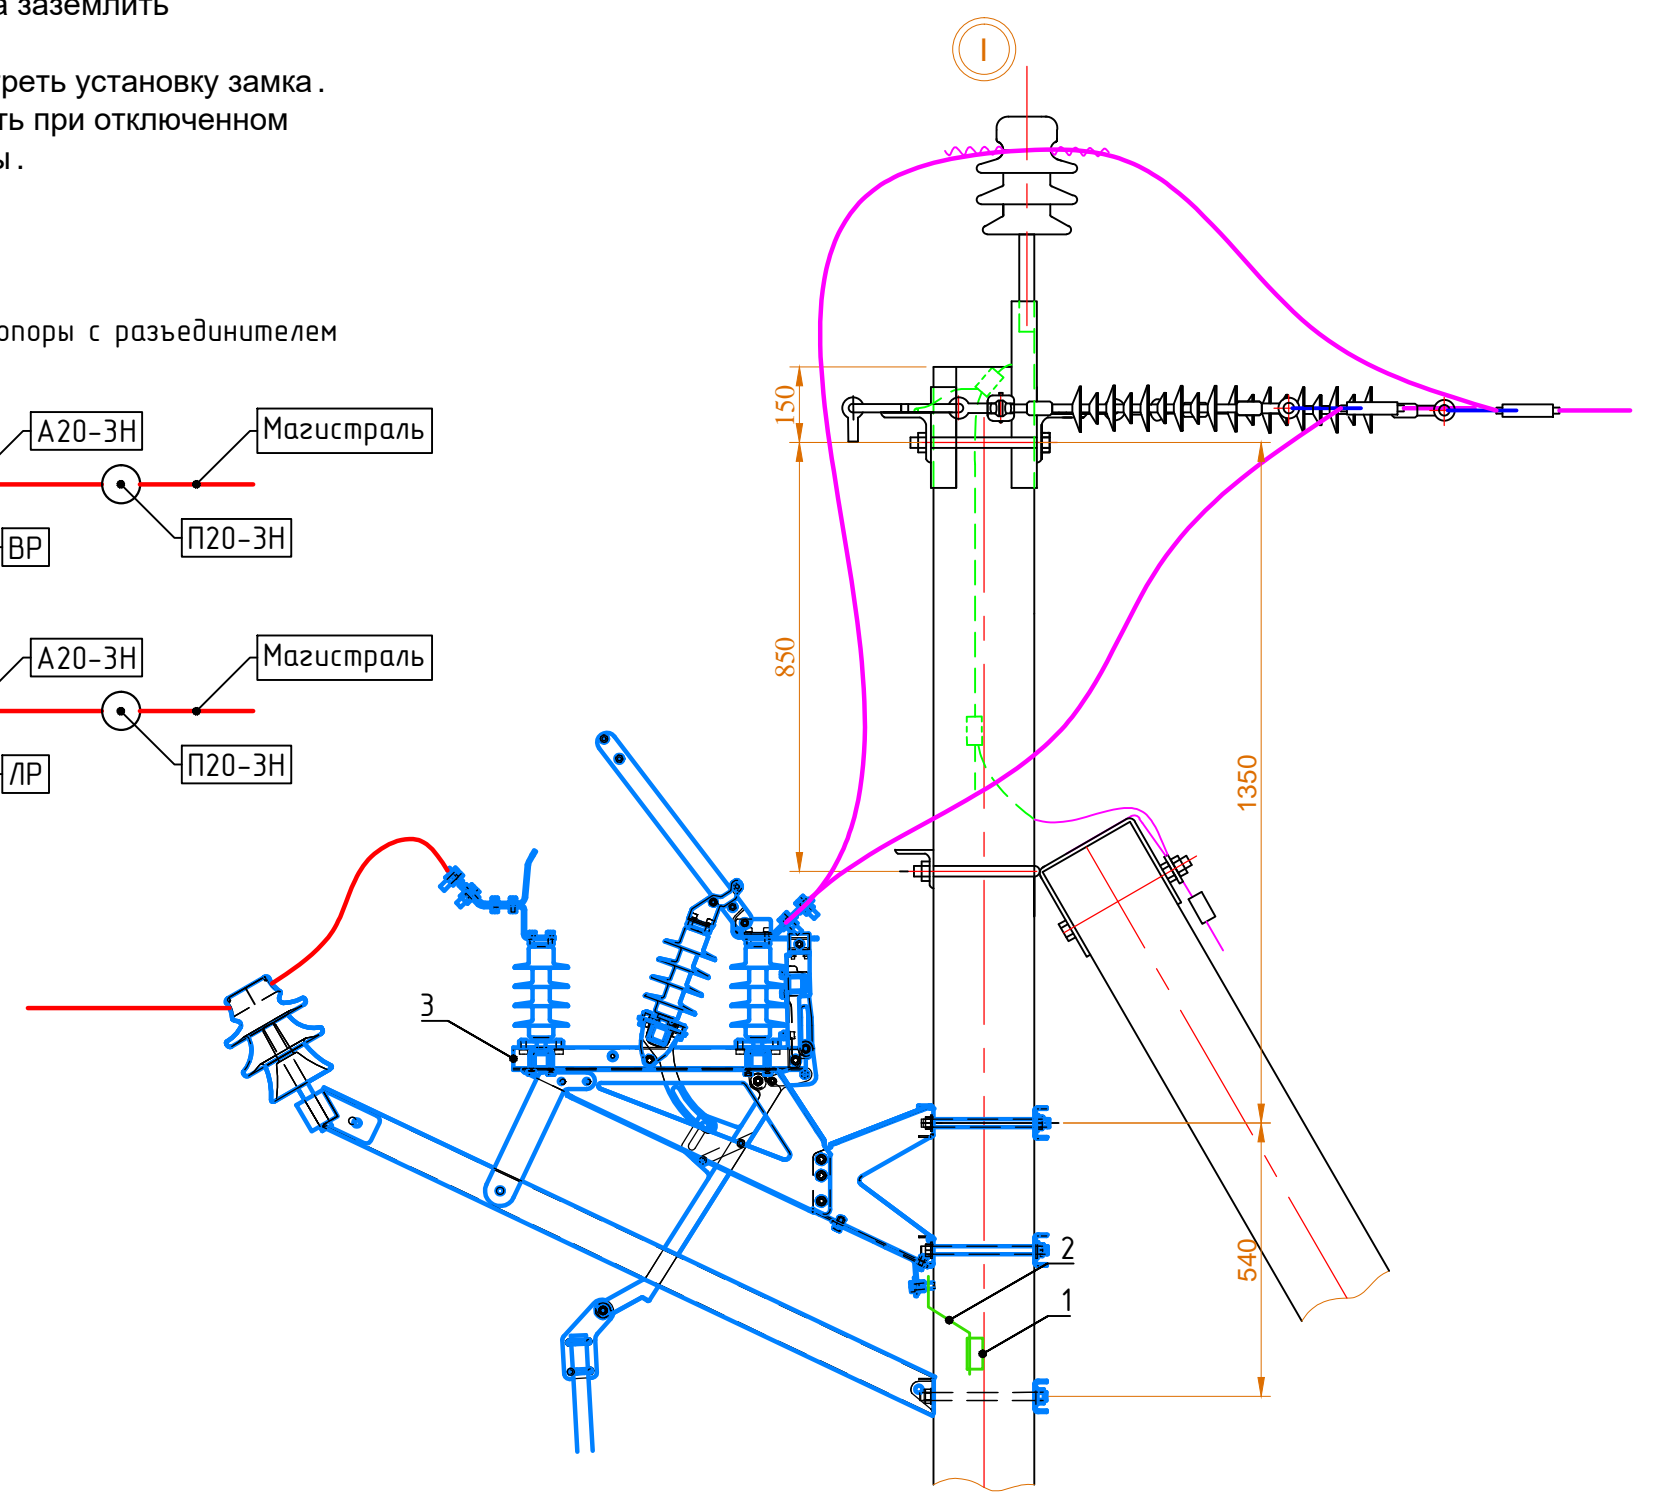 а заземлить
треть установку замка.
ть при отключенном
ы.
I
опоры с разъединителем
А20-3Н
Магистраль
П20-3Н
ВР
А20-3Н
Магистраль
П20-3Н
ЛР
150
850
1350
540
3
2
1